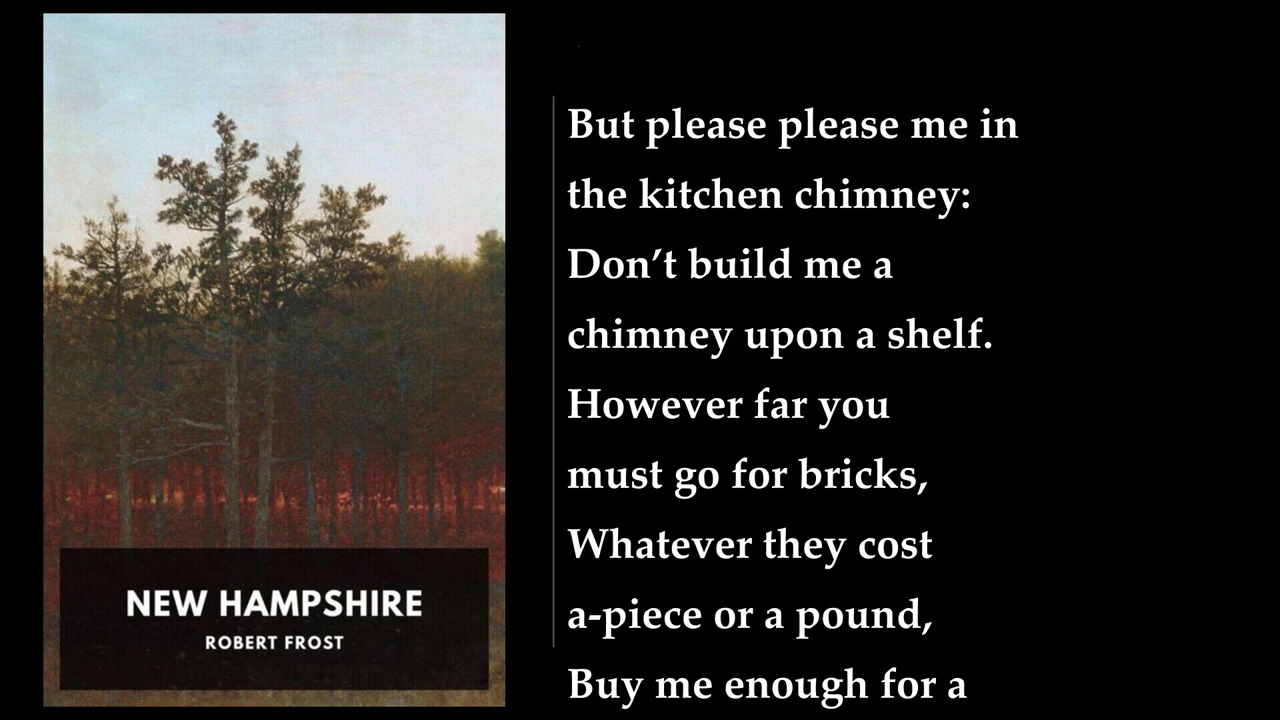 NEW HAMPSHIRE
ROBERT FROST
But please please me in
the kitchen chimney:
Don’t build me a
chimney upon a shelf.
However far you
must go for bricks,
Whatever they cost
a-piece or a pound,
Buy me enough for a